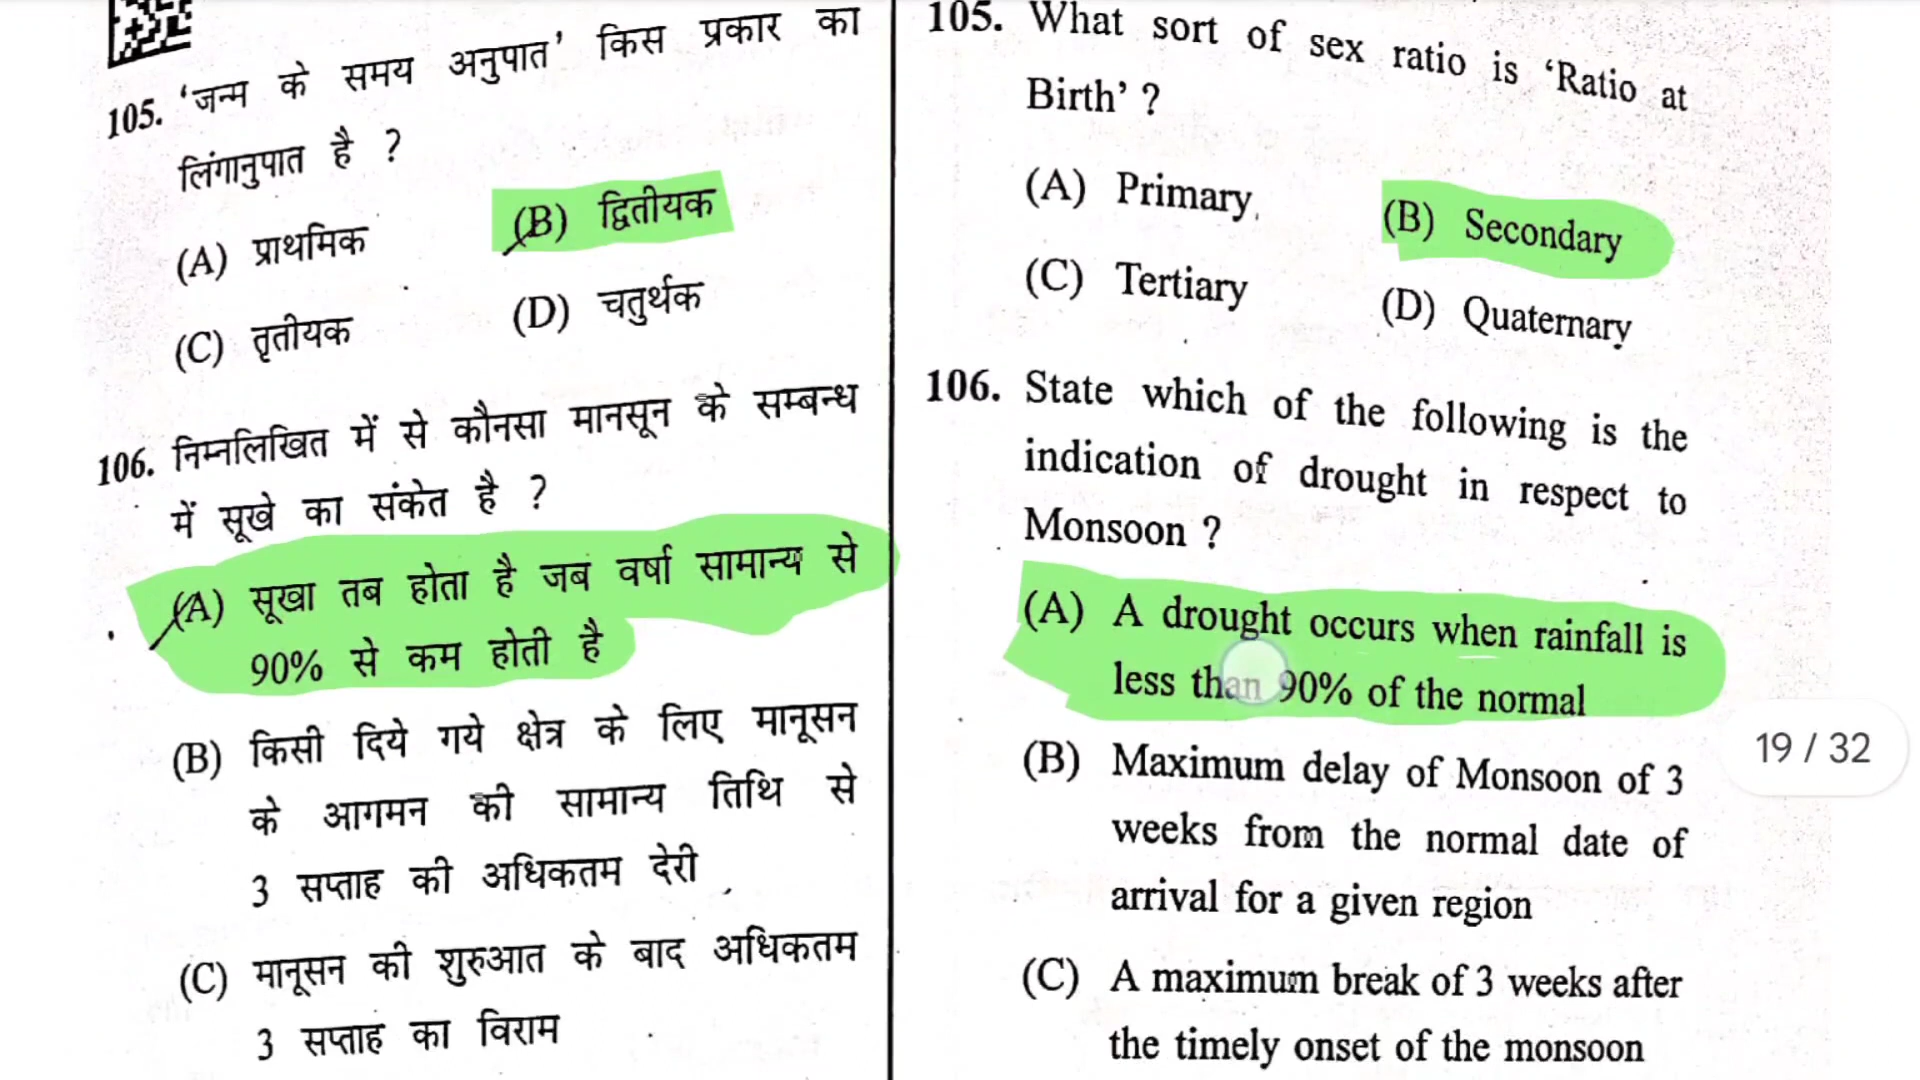 105. 'जन्म के समय अनुपात' किस प्रकार का
लिंगानुपात है ?
(A) प्राथमिक
(B) द्वितीयक
(C) तृतीयक
(D) चतुर्थक
106. निम्नलिखित में से कौनसा मानसून के सम्बन्ध
में सूखे का संकेत है ?
(A) सूखा तब होता है जब वर्षा सामान्य से
90% से कम होती है
(B) किसी दिये गये क्षेत्र के लिए मानूसन
के आगमन की सामान्य तिथि से
3 सप्ताह की अधिकतम देरी
(C) मानूसन की शुरुआत के बाद अधिकतम
3 सप्ताह का विराम
105. What sort of sex ratio is 'Ratio at
Birth' ?
(A) Primary
(B) Secondary
(C) Tertiary
(D) Quaternary
106. State which of the following is the
indication of drought in respect to
Monsoon ?
(A) A drought occurs when rainfall is
less than 90% of the normal
(B) Maximum delay of Monsoon of 3
weeks from the normal date of
arrival for a given region
(C) A maximum break of 3 weeks after
the timely onset of the monsoon
19 / 32